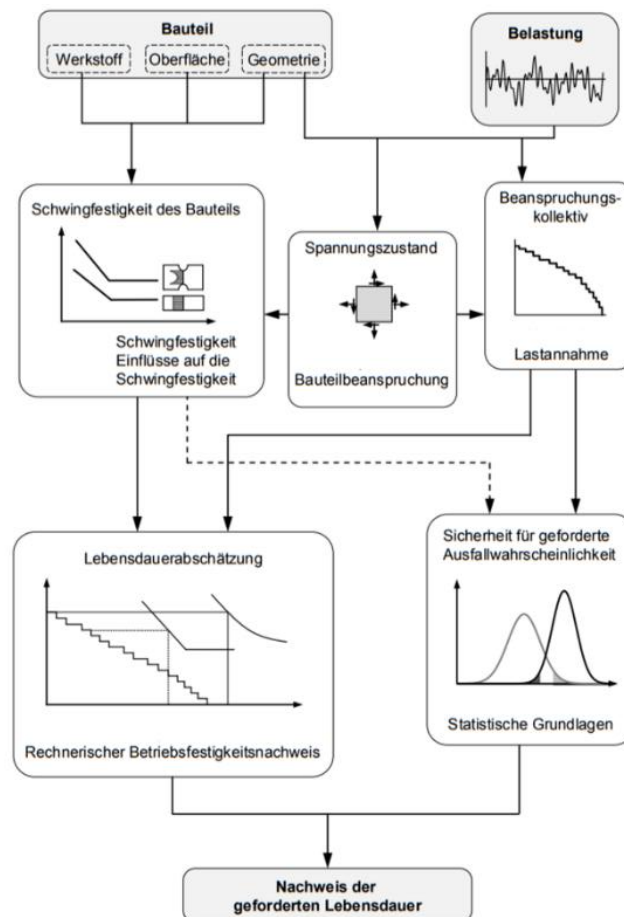 Bauteil
Werkstoff Oberfläche Geometrie
Belastung
Schwingfestigkeit des Bauteils
Schwingfestigkeit
Einflüsse auf die
Schwingfestigkeit
Spannungszustand
Bauteilbeanspruchung
Beanspruchungs-
kollektiv
Lastannahme
Lebensdauerabschätzung
Rechnerischer Betriebsfestigkeitsnachweis
Sicherheit für geforderte
Ausfallwahrscheinlichkeit
Statistische Grundlagen
Nachweis der
geforderten Lebensdauer